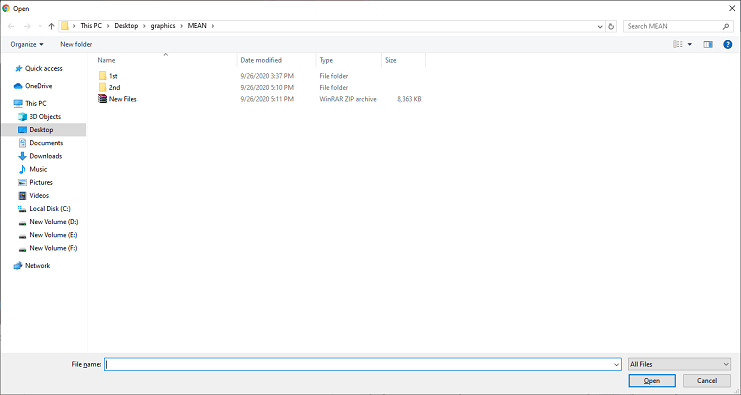 Open
This PC > Desktop > graphics > MEAN >
Search MEAN
Organize
New folder
Name Date modified Type Size
1st 9/26/2020 3:37 PM File folder
2nd 9/26/2020 5:10 PM File folder
New Files 9/26/2020 5:11 PM WinRAR ZIP archive 8,363 KB
Quick access
OneDrive
This PC
3D Objects
Desktop
Documents
Downloads
Music
Pictures
Videos
Local Disk (C:)
New Volume (D:)
New Volume (E:)
New Volume (F:)
Network
File name:
All Files
Open
Cancel